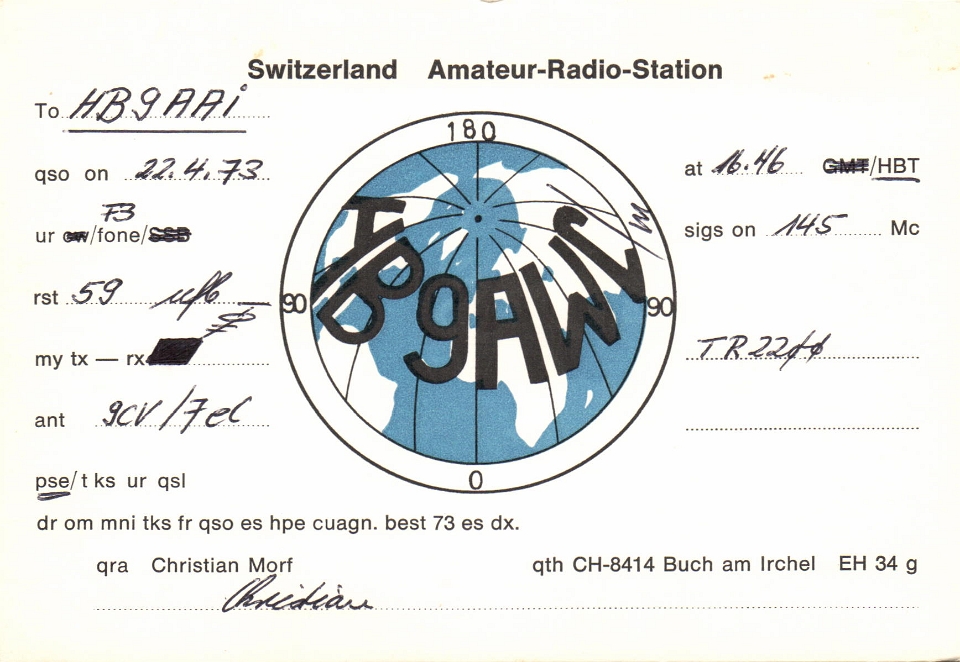 Switzerland Amateur-Radio-Station
To HB9AAi
180
qso on 22.4.73 at 16.46 GMT/HBT
F3
ur cw/fone/SSB sigs on 145 Mc
HB9AWS /m
rst 59 ufb
90 90
my tx — rx TR22øø
ant 9CV/7el
pse/tks ur qsl
0
dr om mni tks fr qso es hpe cuagn. best 73 es dx.
qra Christian Morf qth CH-8414 Buch am Irchel EH 34 g
Christian